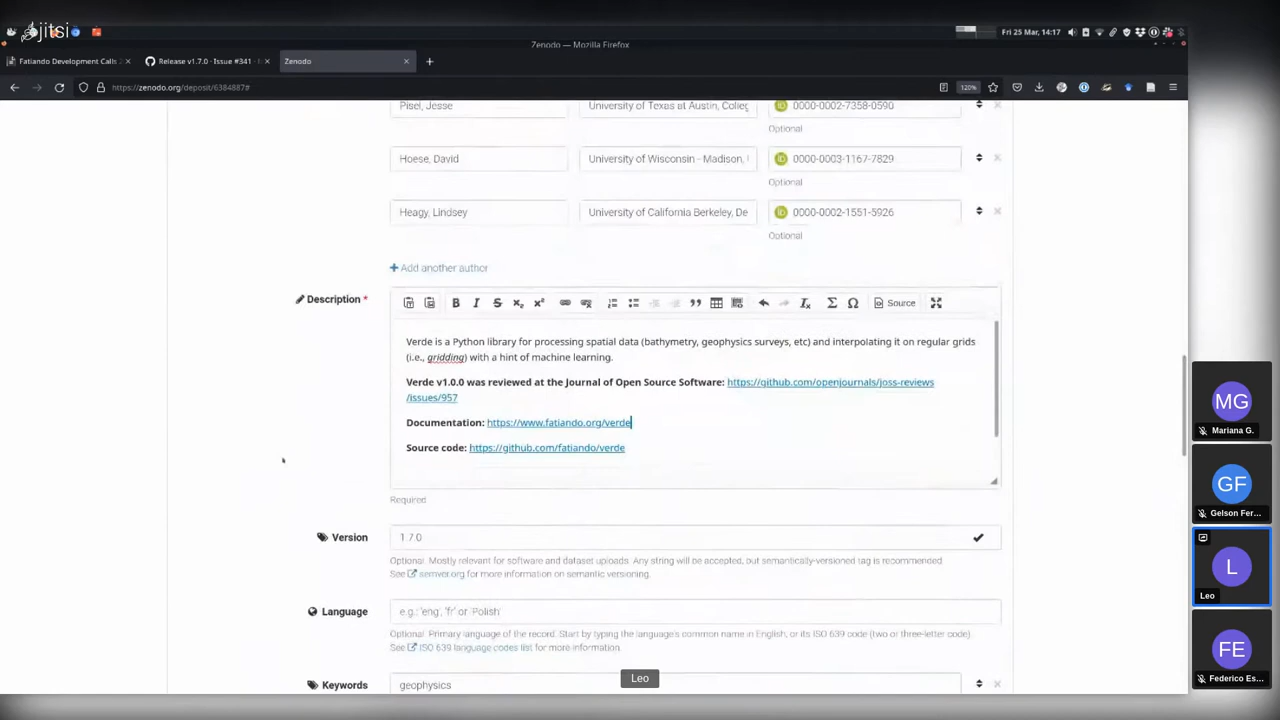 jitsi
Zenodo — Mozilla Firefox
Fri 25 Mar, 14:17
Fatiando Development Calls
Release v1.7.0 · Issue #341 ·
Zenodo
https://zenodo.org/deposit/6384887#
120%
Pisel, Jesse
University of Texas at Austin, Colleg
0000-0002-7358-0590
Optional
Hoese, David
University of Wisconsin - Madison,
0000-0003-1167-7829
Optional
Heagy, Lindsey
University of California Berkeley, De
0000-0002-1551-5926
Optional
Add another author
Description *
B I S x₂ x² Source
Verde is a Python library for processing spatial data (bathymetry, geophysics surveys, etc) and interpolating it on regular grids
(i.e., gridding) with a hint of machine learning.
Verde v1.0.0 was reviewed at the Journal of Open Source Software: https://github.com/openjournals/joss-reviews
/issues/957
Documentation: https://www.fatiando.org/verde
Source code: https://github.com/fatiando/verde
Required
Version
1.7.0
Optional. Mostly relevant for software and dataset uploads. Any string will be accepted, but semantically-versioned tag is recommended.
See semver.org for more information on semantic versioning.
Language
e.g.: 'eng', 'fr' or 'Polish'
Optional. Primary language of the record. Start by typing the language's common name in English, or its ISO 639 code (two or three-letter code).
See ISO 639 language codes list for more information.
Keywords
geophysics
Leo
MG
Mariana G.
GF
Gelson Fer...
L
Leo
FE
Federico Es...